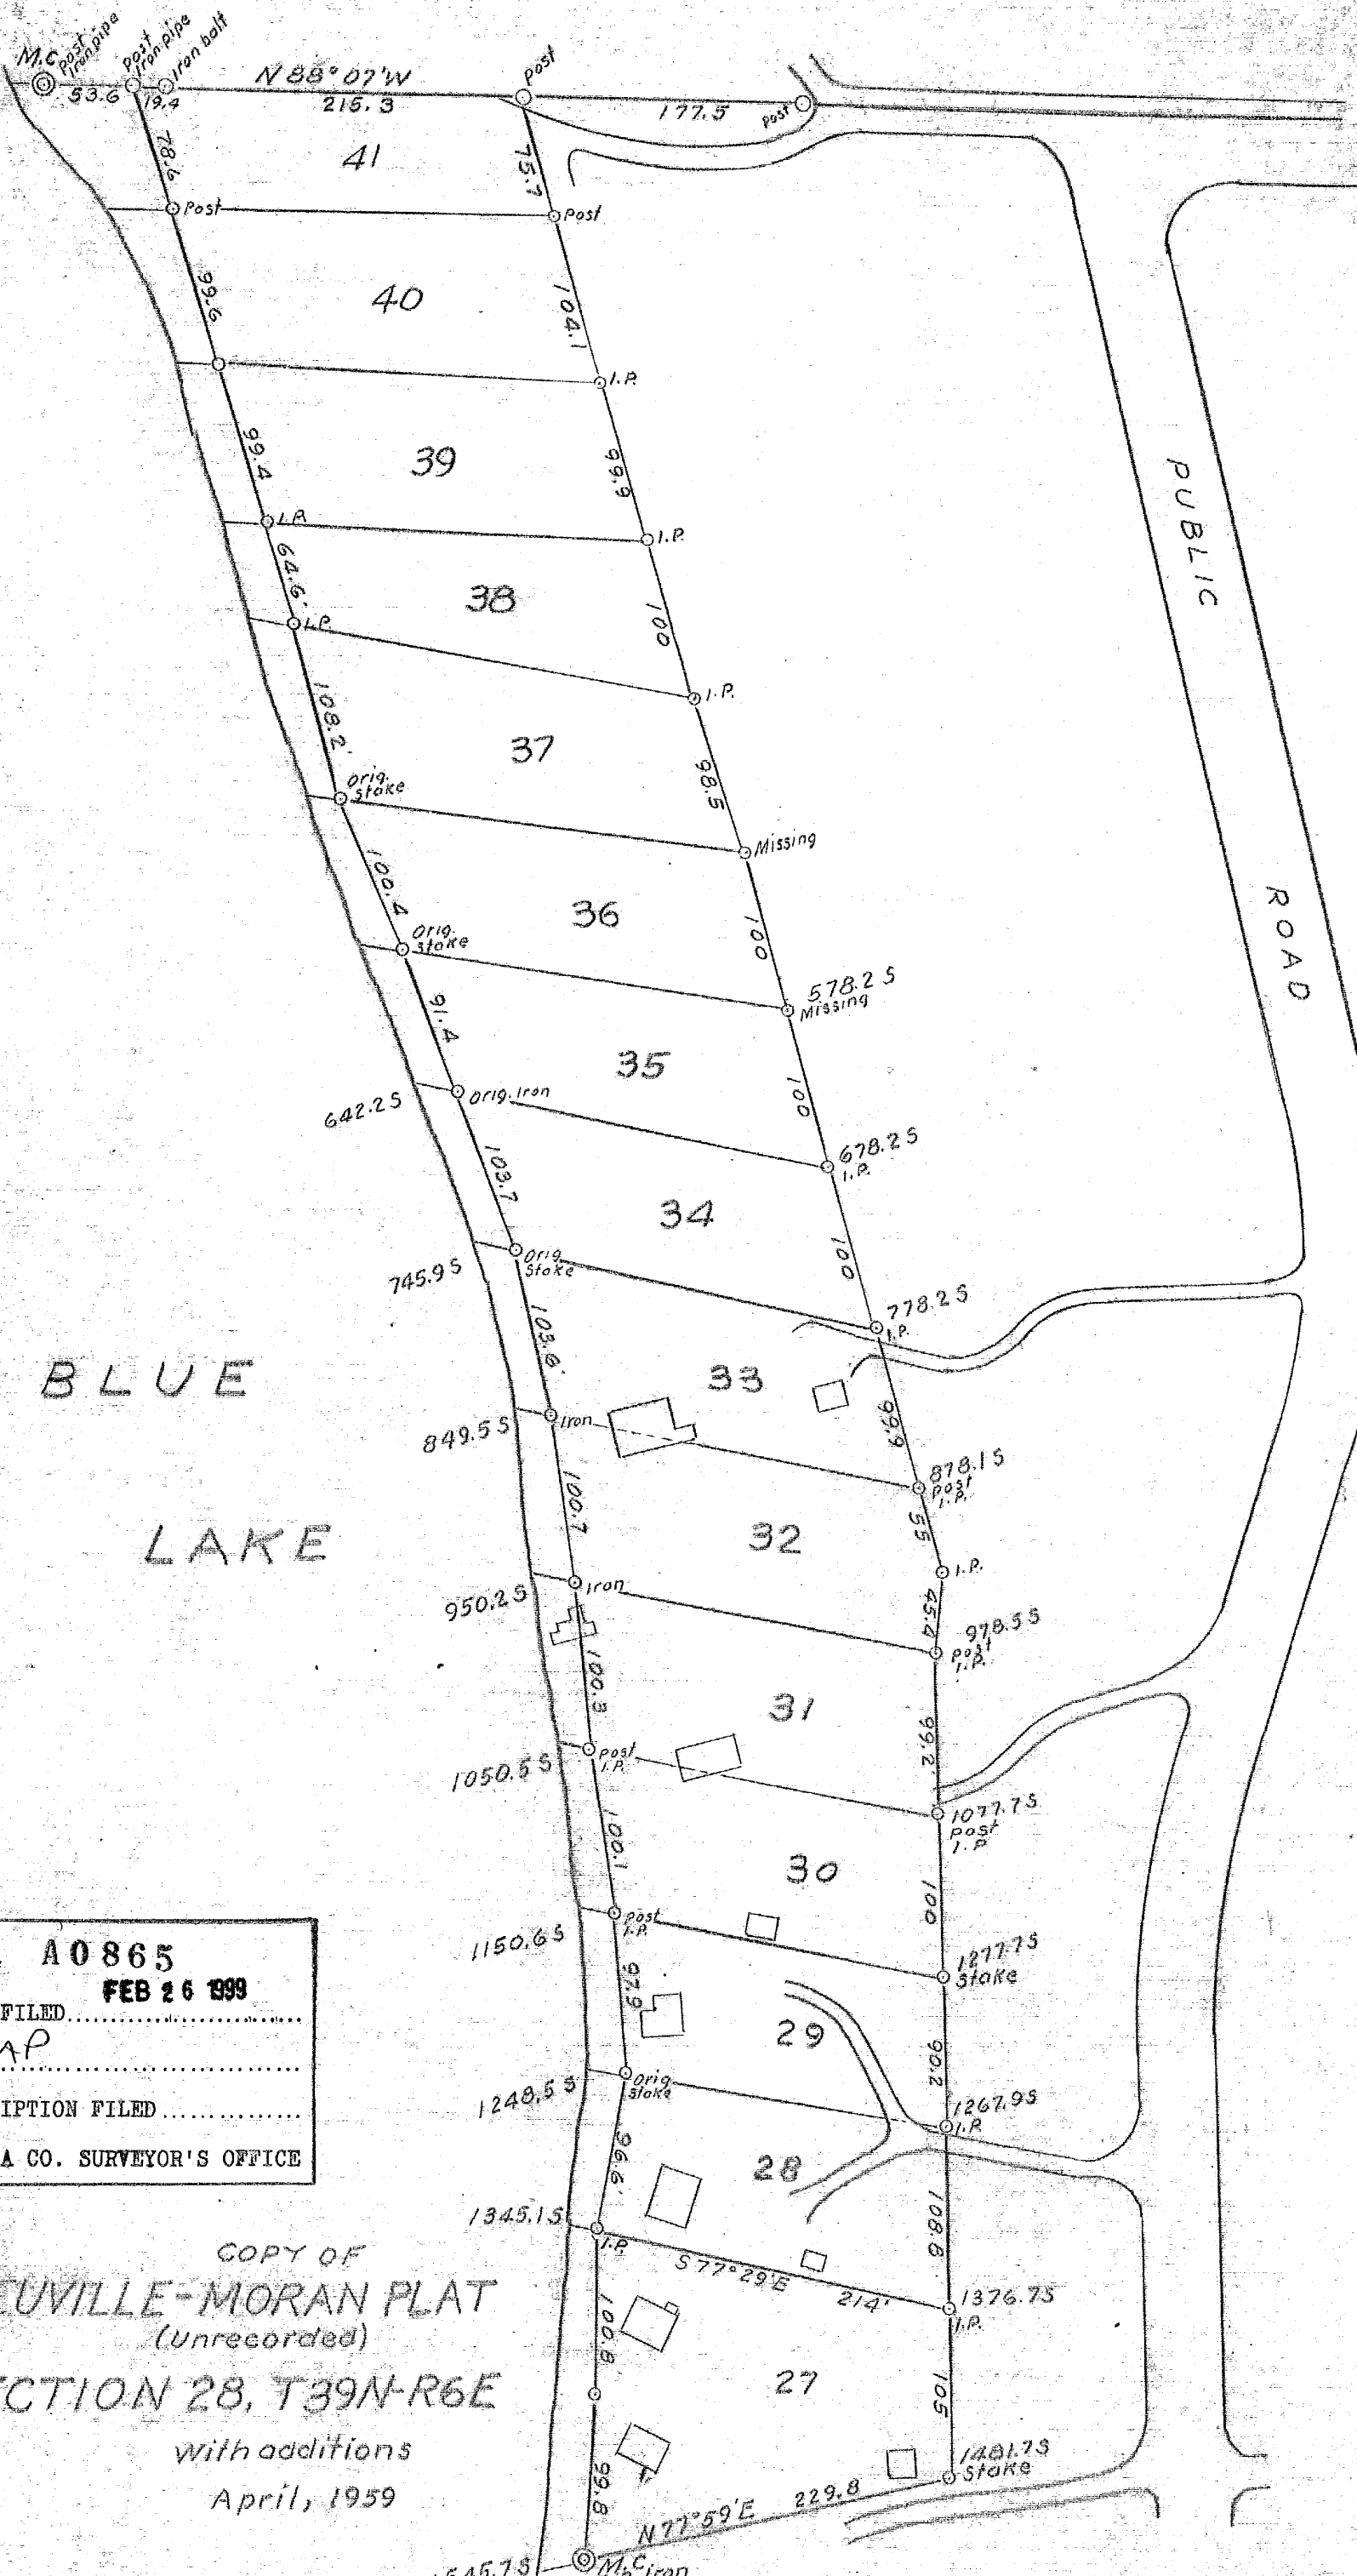 M.C.
post
Iron pipe
post
Iron pipe
Iron bolt
N 88° 07' W
post
53.6
19.4
215.3
177.5
post
78.6
41
75.7
Post
Post
99.6
40
104.1
I.P.
99.4
39
99.9
I.P.
I.P.
64.6'
38
100
I.P.
I.P.
108.2'
37
98.5
Orig.
Stake
Missing
100.4
36
100
Orig.
Stake
578.2 S
Missing
91.4
35
100
642.2 S
Orig. Iron
678.2 S
I.P.
103.7
34
100
745.9 S
Orig.
Stake
778.2 S
I.P.
103.6'
33
99.9
849.5 S
Iron
878.1 S
Post
I.P.
100.7
32
55
I.P.
45.4
950.2 S
Iron
978.5 S
Post
I.P.
100.3
31
99.2
1050.5 S
Post
I.P.
1077.7 S
Post
I.P.
100.1
30
100
1150.6 S
Post
I.P.
1277.7 S
Stake
97.9
29
90.2
1248.5 S
Orig.
Stake
1267.9 S
I.P.
96.6'
28
108.8
1345.1 S
I.P.
S 77° 29' E
214'
1376.7 S
I.P.
100.8
27
105
1481.7 S
Stake
99.8
N 77° 59' E
229.8
545.7 S
Iron
PUBLIC
ROAD
BLUE
LAKE
A0865
FEB 26 1999
FILED
AP
IPTION FILED
A CO. SURVEYOR'S OFFICE
COPY OF
EUVILLE-MORAN PLAT
(Unrecorded)
ECTION 28, T39N-R6E
With additions
April, 1959